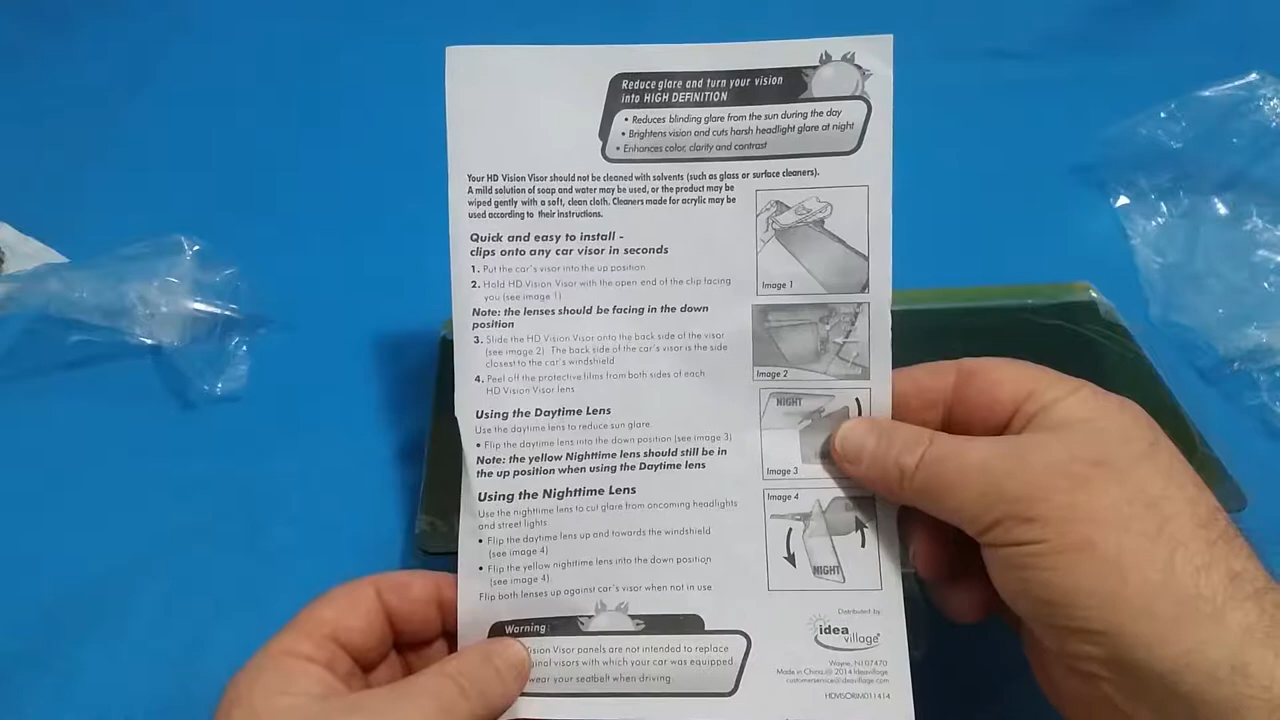 Reduce glare and turn your vision
into HIGH DEFINITION
• Reduces blinding glare from the sun during the day
• Brightens vision and cuts harsh headlight glare at night
• Enhances color, clarity and contrast
Your HD Vision Visor should not be cleaned with solvents (such as glass or surface cleaners).
A mild solution of soap and water may be used, or the product may be
wiped gently with a soft, clean cloth. Cleaners made for acrylic may be
used according to their instructions.
Quick and easy to install -
clips onto any car visor in seconds
1. Put the car's visor into the up position
2. Hold HD Vision Visor with the open end of the clip facing
you (see image 1)
Note: the lenses should be facing in the down
position
3. Slide the HD Vision Visor onto the back side of the visor
(see image 2) The back side of the car's visor is the side
closest to the car's windshield
4. Peel off the protective films from both sides of each
HD Vision Visor lens
Image 1
Image 2
Using the Daytime Lens
Use the daytime lens to reduce sun glare
• Flip the daytime lens into the down position (see image 3)
Note: the yellow Nighttime lens should still be in
the up position when using the Daytime lens
NIGHT
Image 3
Using the Nighttime Lens
Use the nighttime lens to cut glare from oncoming headlights
and street lights.
• Flip the daytime lens up and towards the windshield
(see image 4)
• Flip the yellow nighttime lens into the down position
(see image 4)
Flip both lenses up against car's visor when not in use
Image 4
NIGHT
Warning:
Vision Visor panels are not intended to replace
visors with which your car was equipped
wear your seatbelt when driving
Distributed by:
idea
village
Wayne, NJ 07470
Made in China @ 2014 Ideavillage
customerservice@ideavillage.com
HDVISORIM011414